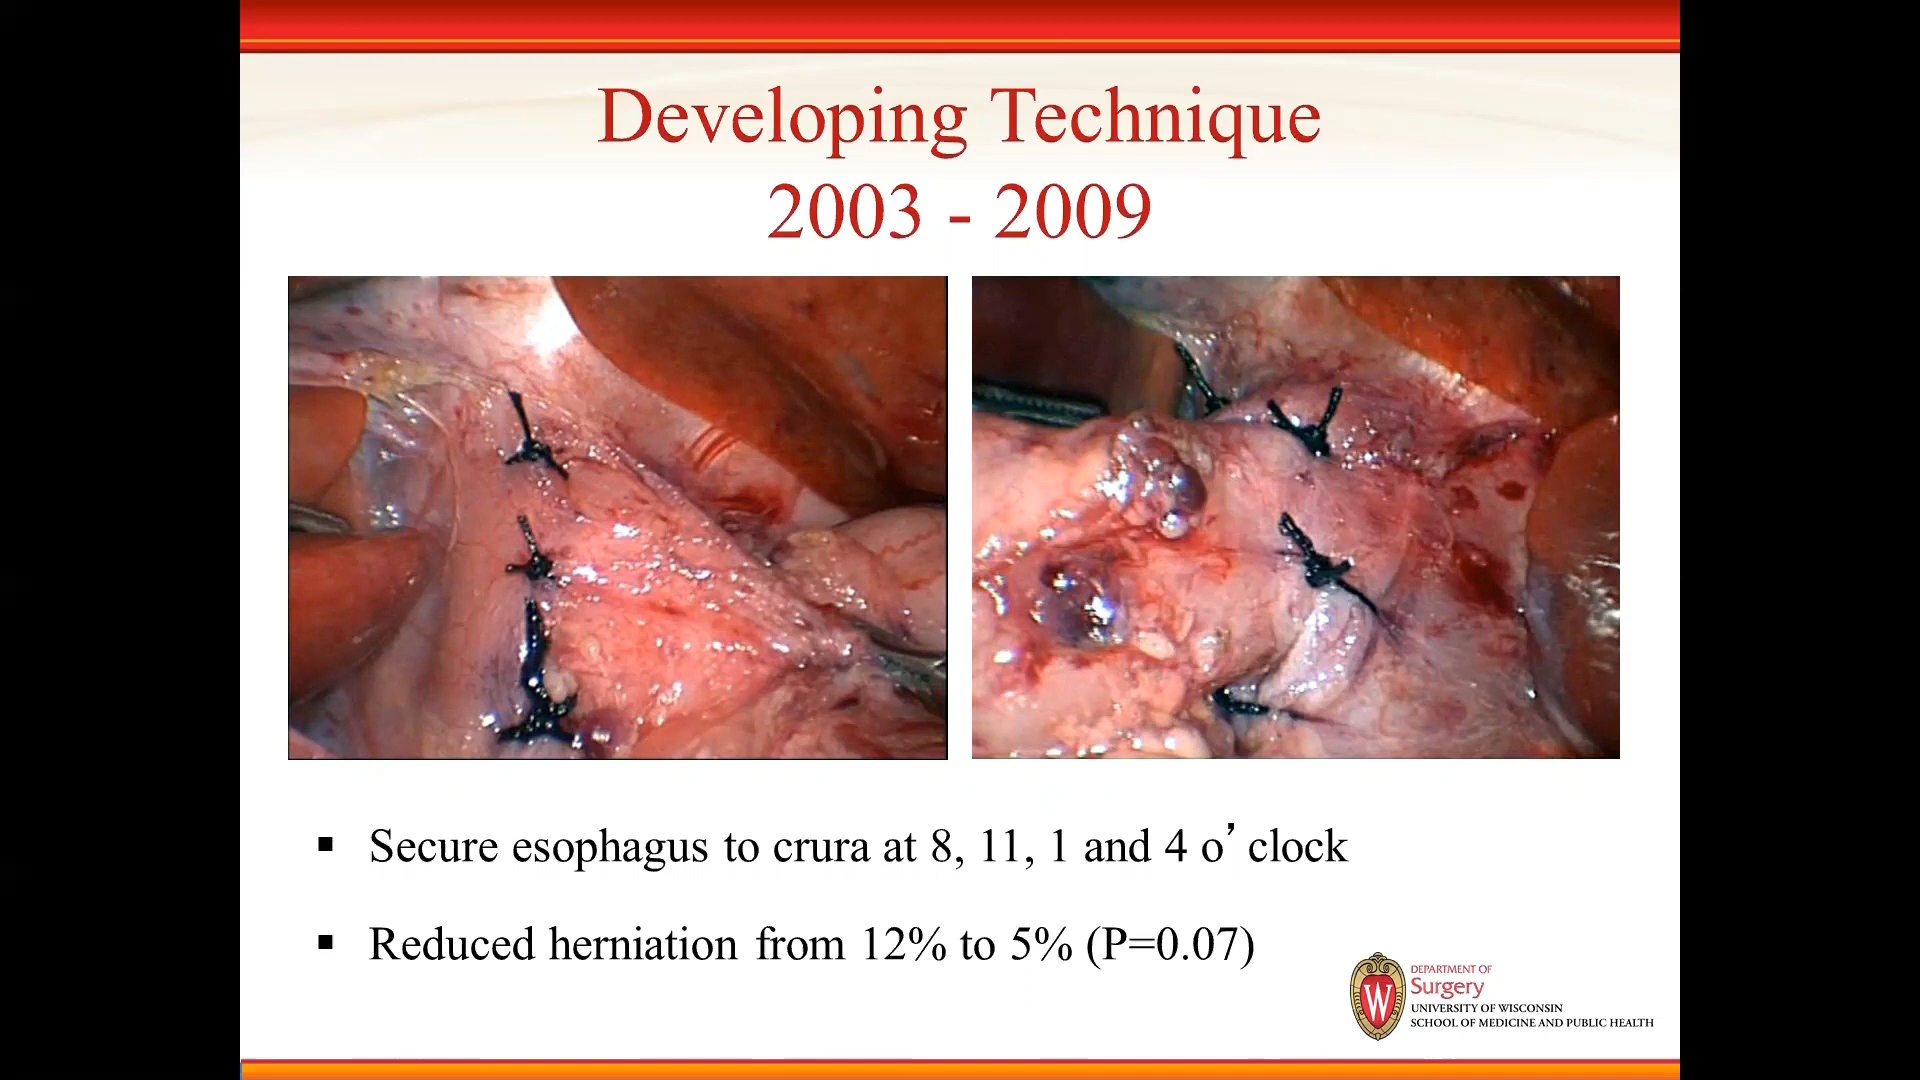 Developing Technique
2003 - 2009
▪ Secure esophagus to crura at 8, 11, 1 and 4 o’ clock
▪ Reduced herniation from 12% to 5% (P=0.07)
W
DEPARTMENT OF
Surgery
UNIVERSITY OF WISCONSIN
SCHOOL OF MEDICINE AND PUBLIC HEALTH